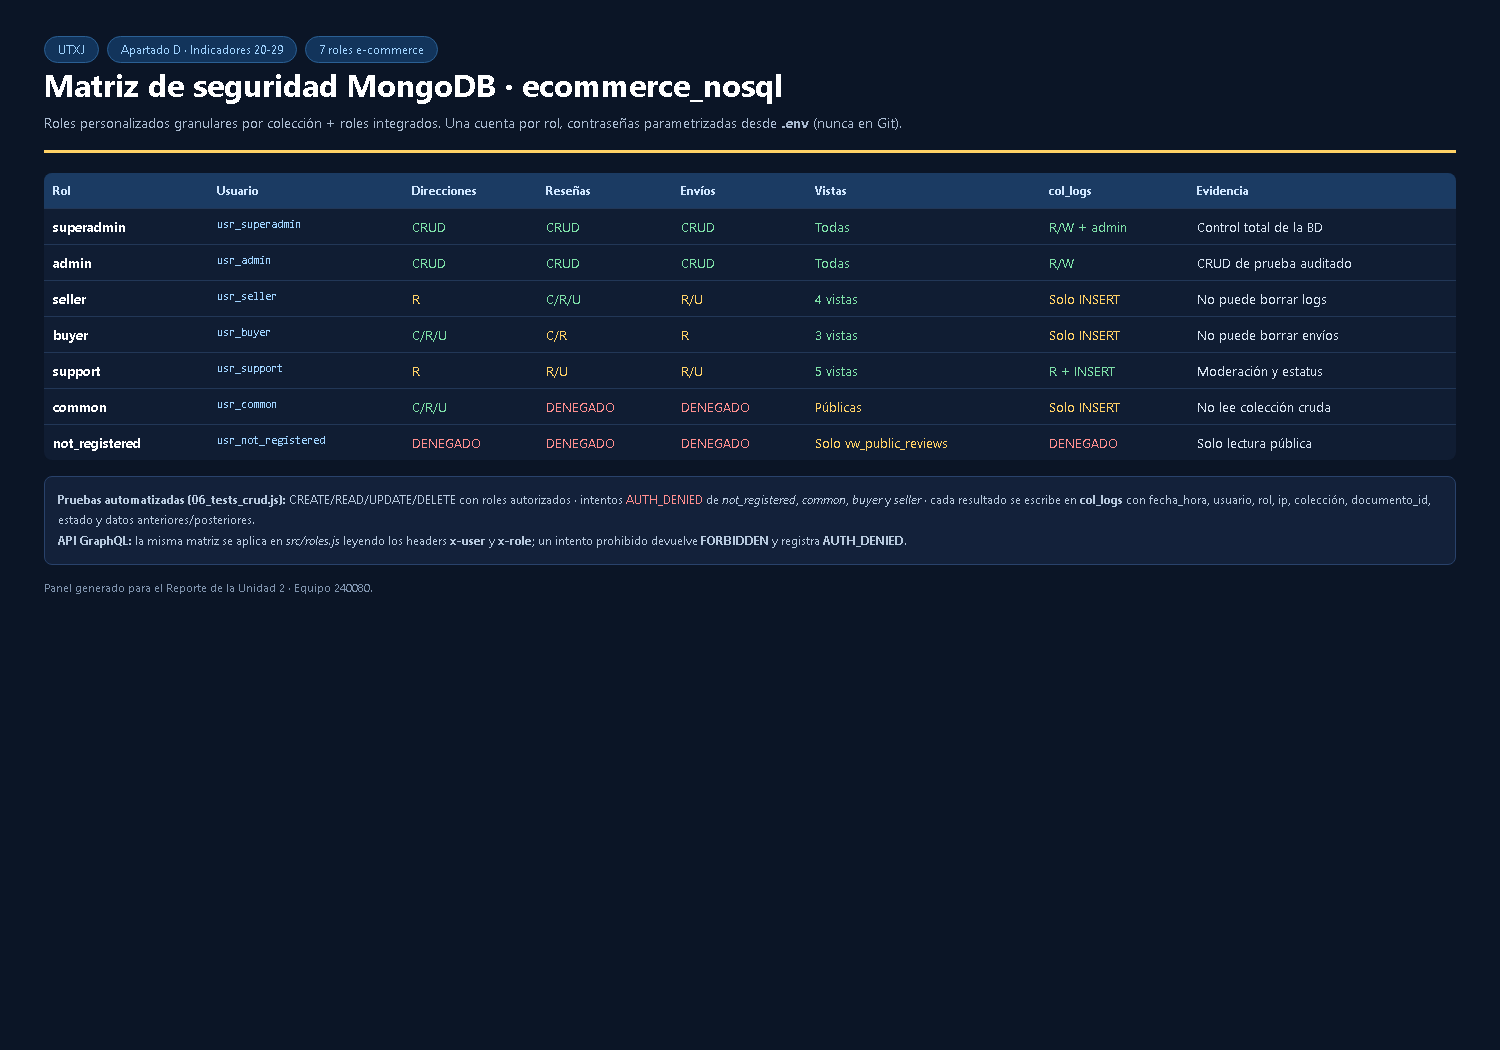 UTXJ Apartado D · Indicadores 20-29 7 roles e-commerce
Matriz de seguridad MongoDB · ecommerce_nosql
Roles personalizados granulares por colección + roles integrados. Una cuenta por rol, contraseñas parametrizadas desde .env (nunca en Git).
Rol Usuario Direcciones Reseñas Envíos Vistas col_logs Evidencia
superadmin usr_superadmin CRUD CRUD CRUD Todas R/W + admin Control total de la BD
admin usr_admin CRUD CRUD CRUD Todas R/W CRUD de prueba auditado
seller usr_seller R C/R/U R/U 4 vistas Solo INSERT No puede borrar logs
buyer usr_buyer C/R/U C/R R 3 vistas Solo INSERT No puede borrar envíos
support usr_support R R/U R/U 5 vistas R + INSERT Moderación y estatus
common usr_common C/R/U DENEGADO DENEGADO Públicas Solo INSERT No lee colección cruda
not_registered usr_not_registered DENEGADO DENEGADO DENEGADO Solo vw_public_reviews DENEGADO Solo lectura pública
Pruebas automatizadas (06_tests_crud.js): CREATE/READ/UPDATE/DELETE con roles autorizados · intentos AUTH_DENIED de not_registered, common, buyer y seller · cada resultado se escribe en col_logs con fecha_hora, usuario, rol, ip, colección, documento_id,
estado y datos anteriores/posteriores.
API GraphQL: la misma matriz se aplica en src/roles.js leyendo los headers x-user y x-role; un intento prohibido devuelve FORBIDDEN y registra AUTH_DENIED.
Panel generado para el Reporte de la Unidad 2 · Equipo 240080.